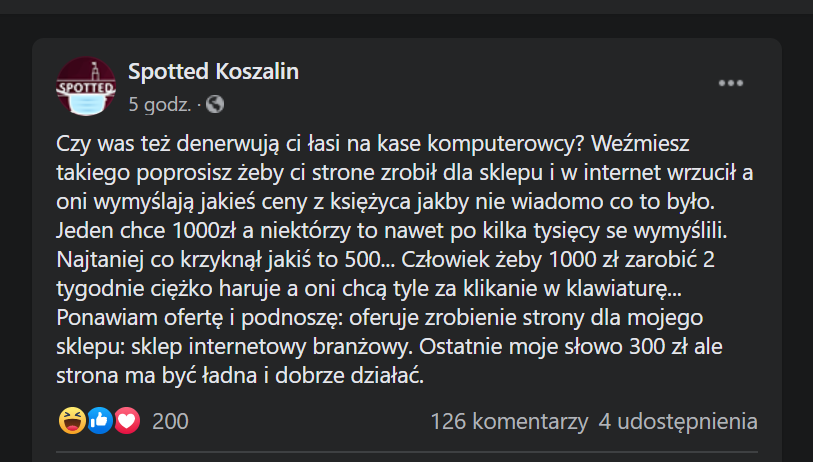 SPOTTED
Spotted Koszalin
5 godz. ·
Czy was też denerwują ci łasi na kase komputerowcy? Weźmiesz
takiego poprosisz żeby ci strone zrobił dla sklepu i w internet wrzucił a
oni wymyślają jakieś ceny z księżyca jakby nie wiadomo co to było.
Jeden chce 1000zł a niektórzy to nawet po kilka tysięcy se wymyślili.
Najtaniej co krzyknął jakiś to 500... Człowiek żeby 1000 zł zarobić 2
tygodnie ciężko haruje a oni chcą tyle za klikanie w klawiaturę...
Ponawiam ofertę i podnoszę: oferuje zrobienie strony dla mojego
sklepu: sklep internetowy branżowy. Ostatnie moje słowo 300 zł ale
strona ma być ładna i dobrze działać.
200 126 komentarzy 4 udostępnienia